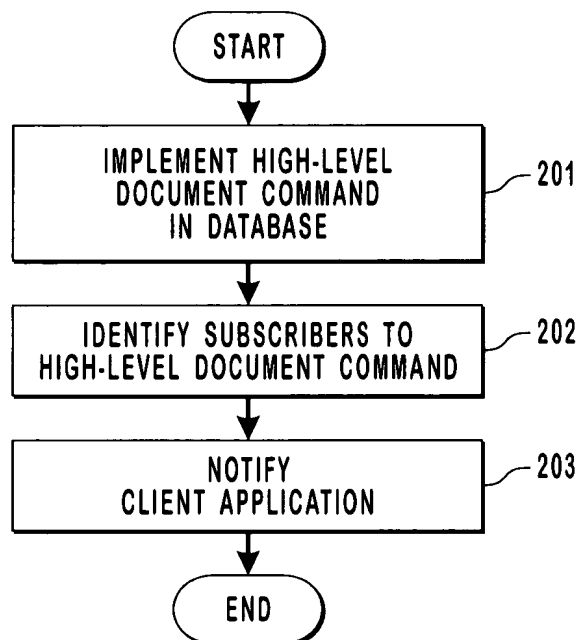 START
IMPLEMENT HIGH-LEVEL
DOCUMENT COMMAND
IN DATABASE
201
IDENTIFY SUBSCRIBERS TO
HIGH-LEVEL DOCUMENT COMMAND
202
NOTIFY
CLIENT APPLICATION
203
END